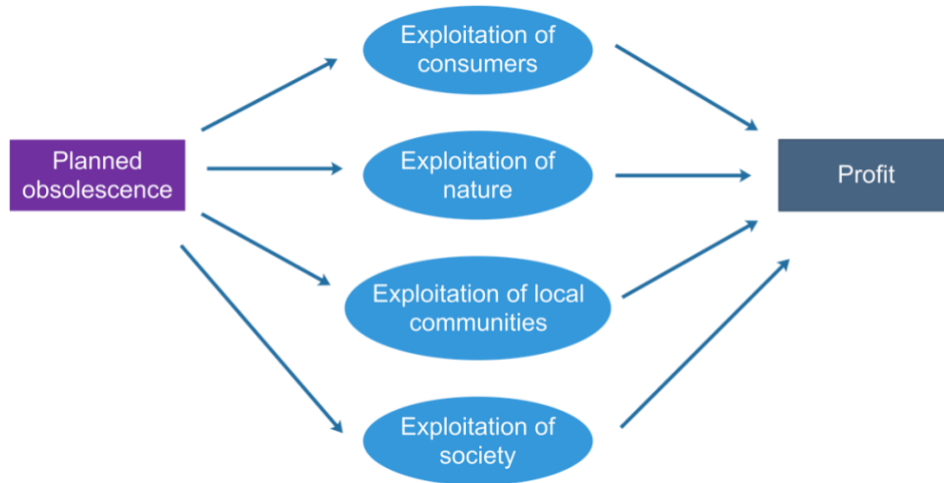 Exploitation of
consumers
Planned
obsolescence
Exploitation of
nature
Profit
Exploitation of local
communities
Exploitation of
society